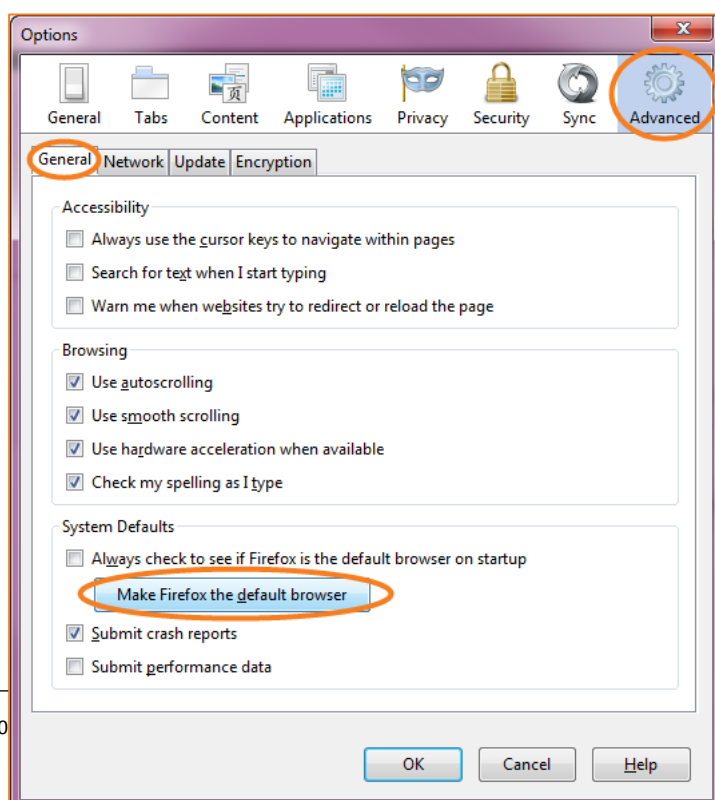 Options
General Tabs Content Applications Privacy Security Sync Advanced
页
General Network Update Encryption
Accessibility
Always use the cursor keys to navigate within pages
Search for text when I start typing
Warn me when websites try to redirect or reload the page
Browsing
Use autoscrolling
Use smooth scrolling
Use hardware acceleration when available
Check my spelling as I type
System Defaults
Always check to see if Firefox is the default browser on startup
Make Firefox the default browser
Submit crash reports
Submit performance data
0
OK Cancel Help